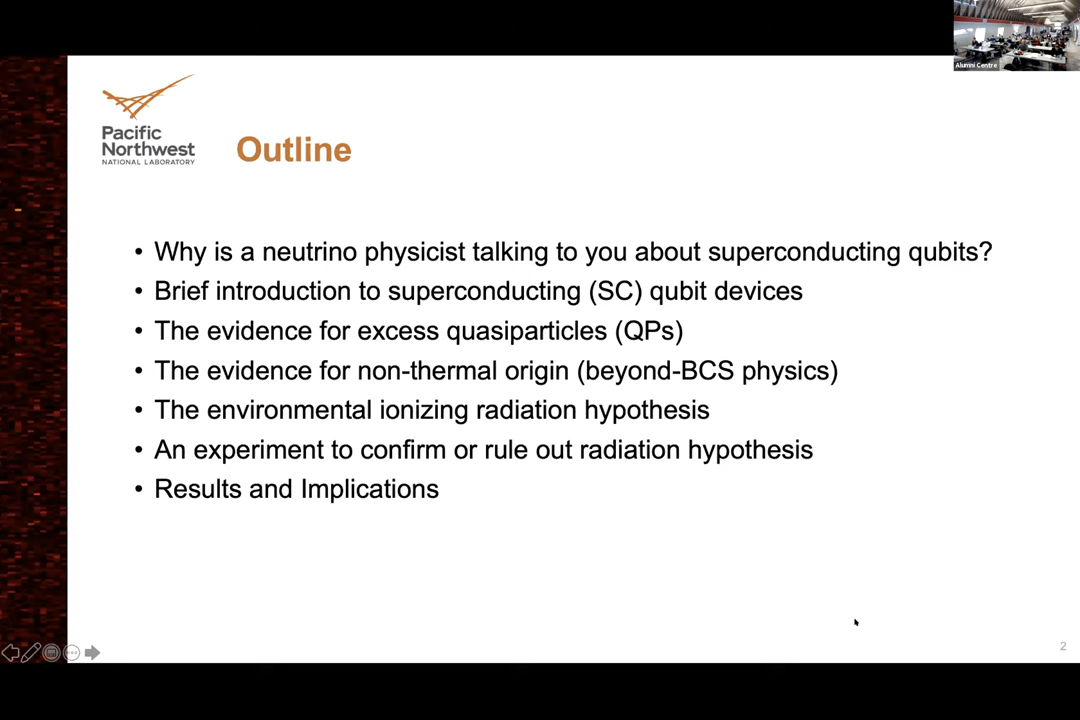 Alumni Centre
Pacific
Northwest
NATIONAL LABORATORY
Outline
• Why is a neutrino physicist talking to you about superconducting qubits?
• Brief introduction to superconducting (SC) qubit devices
• The evidence for excess quasiparticles (QPs)
• The evidence for non-thermal origin (beyond-BCS physics)
• The environmental ionizing radiation hypothesis
• An experiment to confirm or rule out radiation hypothesis
• Results and Implications
2